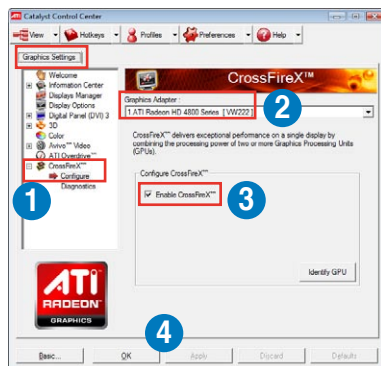 Catalyst Control Center
View Hotkeys Profiles Preferences Help
Graphics Settings
Welcome
Information Center
Displays Manager
Display Options
Digital Panel (DVI) 3
3D
Color
Avivo™ Video
ATI Overdrive™
CrossFireX™
Configure
Diagnostics
1
CrossFireX™
Graphics Adapter :
1. ATI Radeon HD 4800 Series [ VW222 ]
2
CrossFireX™ delivers exceptional performance on a single display by
combining the processing power of two or more Graphics Processing Units
(GPUs).
Configure CrossFireX™
Enable CrossFireX™
3
Identify GPU
ATI
RADEON
GRAPHICS
4
Basic...
OK
Apply
Discard
Defaults